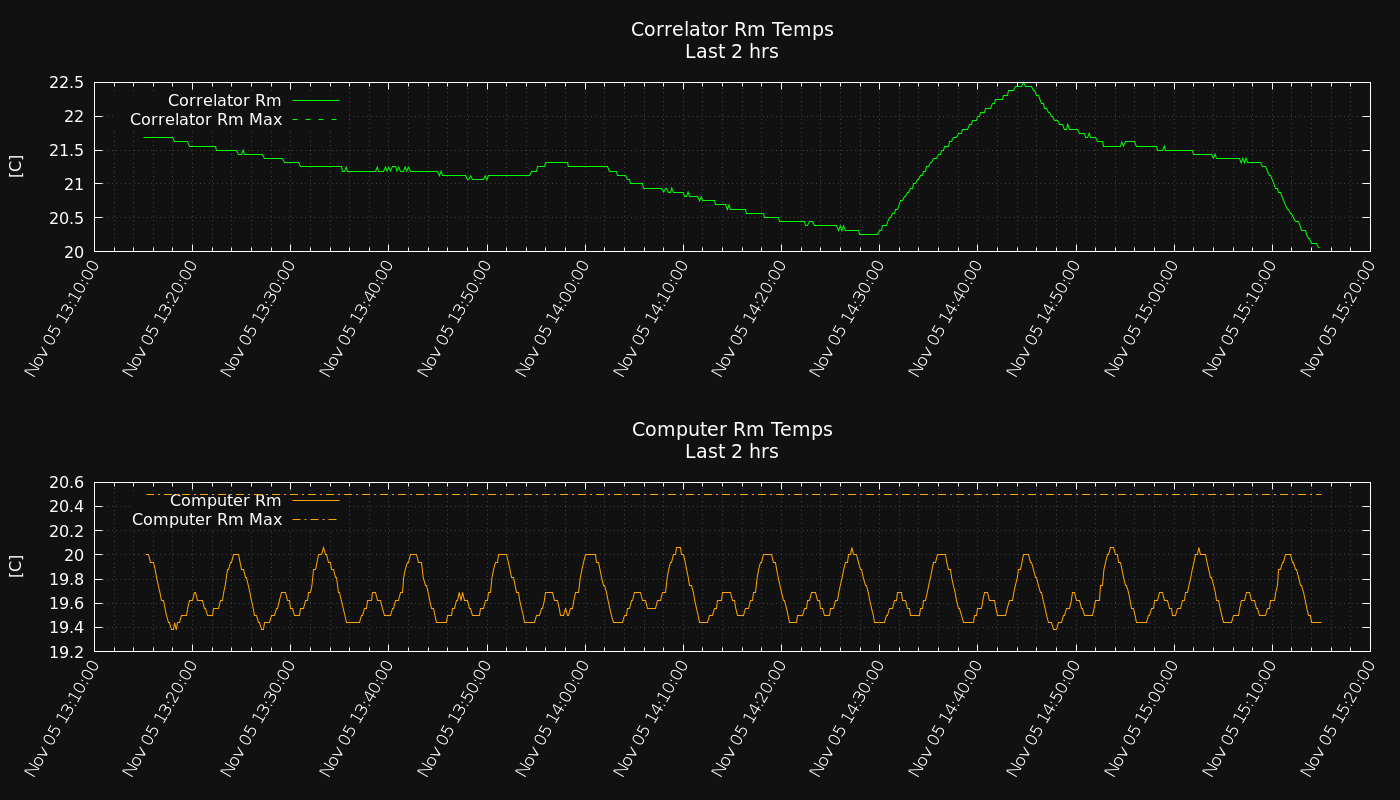 Correlator Rm Temps
Last 2 hrs
22.5
22
21.5
21
20.5
20
[C]
Correlator Rm
Correlator Rm Max
Nov 05 13:10:00
Nov 05 13:20:00
Nov 05 13:30:00
Nov 05 13:40:00
Nov 05 13:50:00
Nov 05 14:00:00
Nov 05 14:10:00
Nov 05 14:20:00
Nov 05 14:30:00
Nov 05 14:40:00
Nov 05 14:50:00
Nov 05 15:00:00
Nov 05 15:10:00
Nov 05 15:20:00
Computer Rm Temps
Last 2 hrs
20.6
20.4
20.2
20
19.8
19.6
19.4
19.2
[C]
Computer Rm
Computer Rm Max
Nov 05 13:10:00
Nov 05 13:20:00
Nov 05 13:30:00
Nov 05 13:40:00
Nov 05 13:50:00
Nov 05 14:00:00
Nov 05 14:10:00
Nov 05 14:20:00
Nov 05 14:30:00
Nov 05 14:40:00
Nov 05 14:50:00
Nov 05 15:00:00
Nov 05 15:10:00
Nov 05 15:20:00